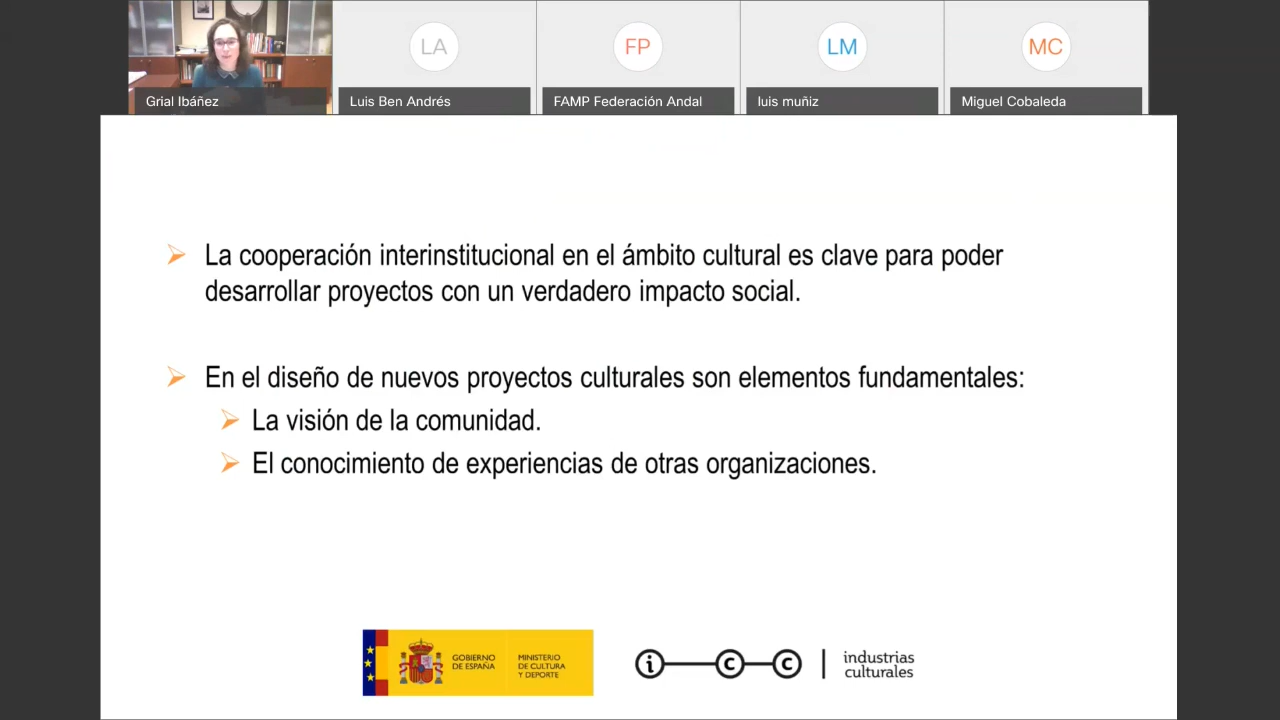 LA
FP
LM
MC
Grial Ibáñez
Luis Ben Andrés
FAMP Federación Andal
luis muñiz
Miguel Cobaleda
La cooperación interinstitucional en el ámbito cultural es clave para poder
desarrollar proyectos con un verdadero impacto social.
En el diseño de nuevos proyectos culturales son elementos fundamentales:
La visión de la comunidad.
El conocimiento de experiencias de otras organizaciones.
GOBIERNO
DE ESPAÑA
MINISTERIO
DE CULTURA
Y DEPORTE
i c c
industrias
culturales